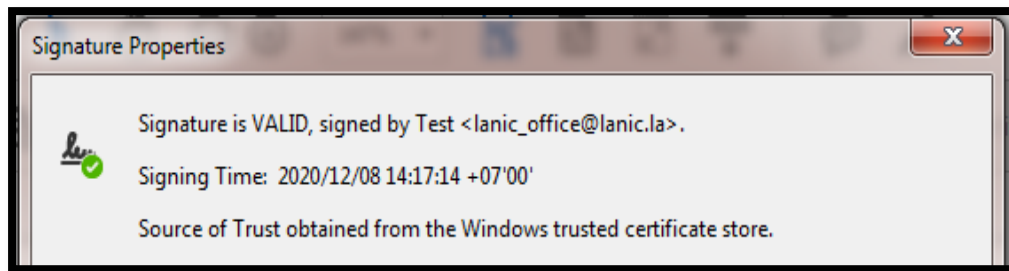 Signature Properties
Signature is VALID, signed by Test <lanic_office@lanic.la>.
Signing Time: 2020/12/08 14:17:14 +07'00'
Source of Trust obtained from the Windows trusted certificate store.